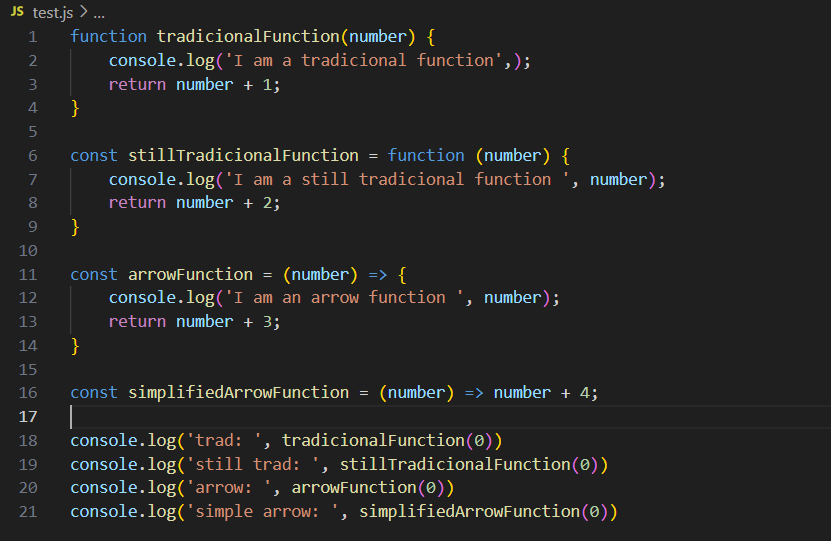 JS test.js > ...
1 function tradicionalFunction(number) {
2     console.log('I am a tradicional function',);
3     return number + 1;
4 }
5
6 const stillTradicionalFunction = function (number) {
7     console.log('I am a still tradicional function ', number);
8     return number + 2;
9 }
10
11 const arrowFunction = (number) => {
12     console.log('I am an arrow function ', number);
13     return number + 3;
14 }
15
16 const simplifiedArrowFunction = (number) => number + 4;
17
18 console.log('trad: ', tradicionalFunction(0))
19 console.log('still trad: ', stillTradicionalFunction(0))
20 console.log('arrow: ', arrowFunction(0))
21 console.log('simple arrow: ', simplifiedArrowFunction(0))